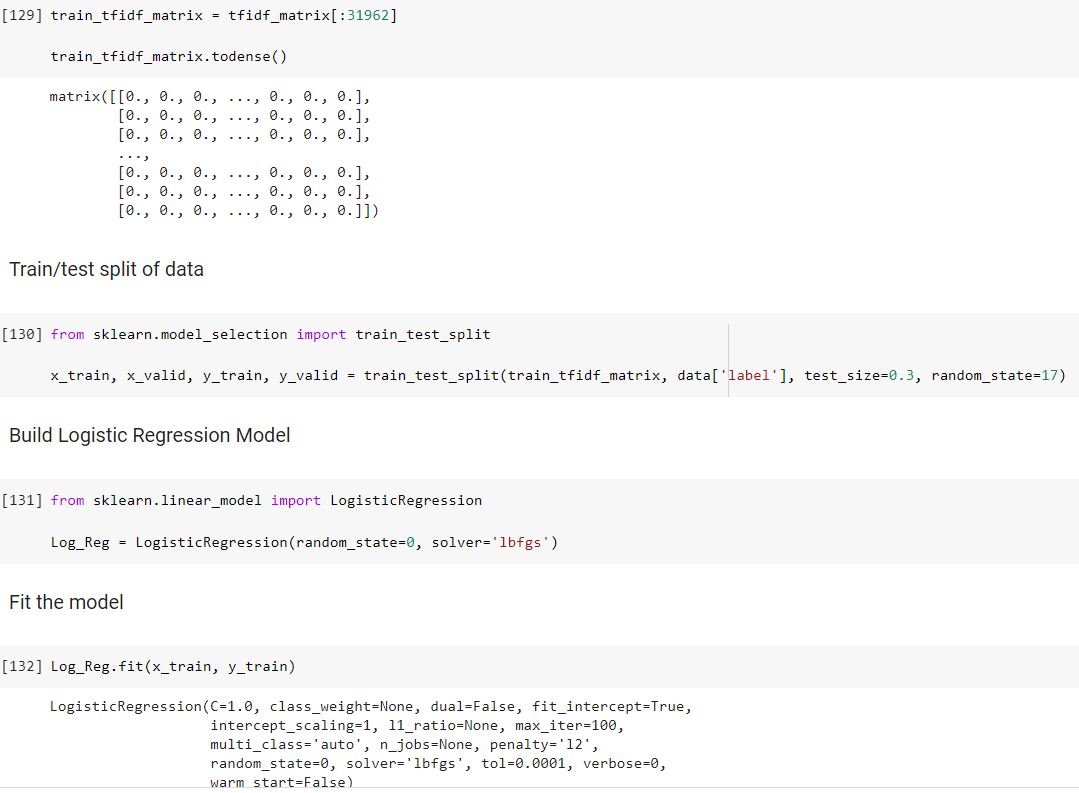 [129] train_tfidf_matrix = tfidf_matrix[:31962]
train_tfidf_matrix.todense()
matrix([[0., 0., 0., ..., 0., 0., 0.],
[0., 0., 0., ..., 0., 0., 0.],
[0., 0., 0., ..., 0., 0., 0.],
...,
[0., 0., 0., ..., 0., 0., 0.],
[0., 0., 0., ..., 0., 0., 0.],
[0., 0., 0., ..., 0., 0., 0.]])
Train/test split of data
[130] from sklearn.model_selection import train_test_split
x_train, x_valid, y_train, y_valid = train_test_split(train_tfidf_matrix, data['label'], test_size=0.3, random_state=17)
Build Logistic Regression Model
[131] from sklearn.linear_model import LogisticRegression
Log_Reg = LogisticRegression(random_state=0, solver='lbfgs')
Fit the model
[132] Log_Reg.fit(x_train, y_train)
LogisticRegression(C=1.0, class_weight=None, dual=False, fit_intercept=True,
intercept_scaling=1, l1_ratio=None, max_iter=100,
multi_class='auto', n_jobs=None, penalty='l2',
random_state=0, solver='lbfgs', tol=0.0001, verbose=0,
warm_start=False)